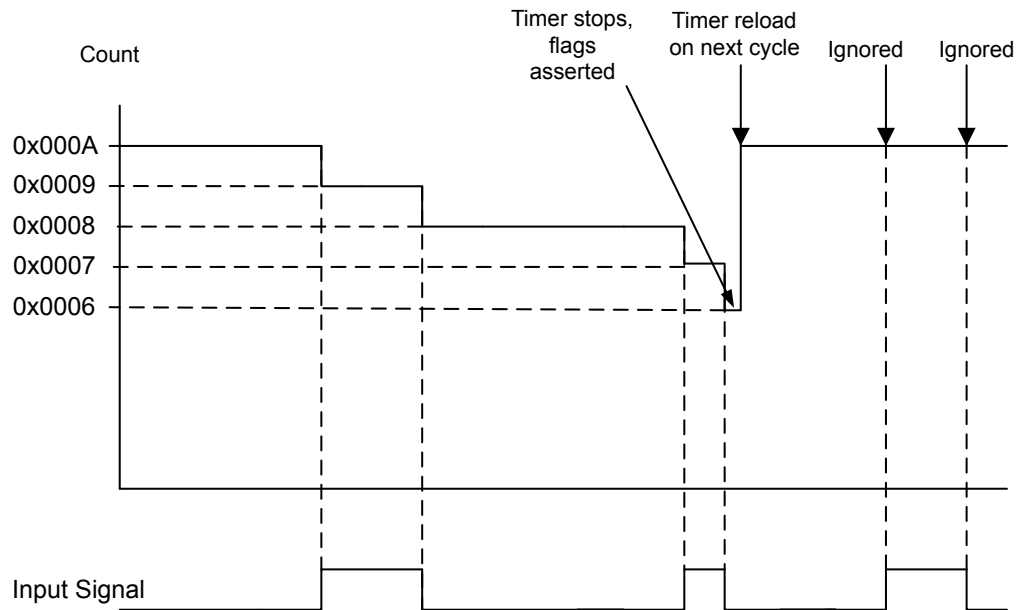 Timer stops,
flags
asserted
Timer reload
on next cycle
Ignored
Ignored
Count
0x000A
0x0009
0x0008
0x0007
0x0006
Input Signal